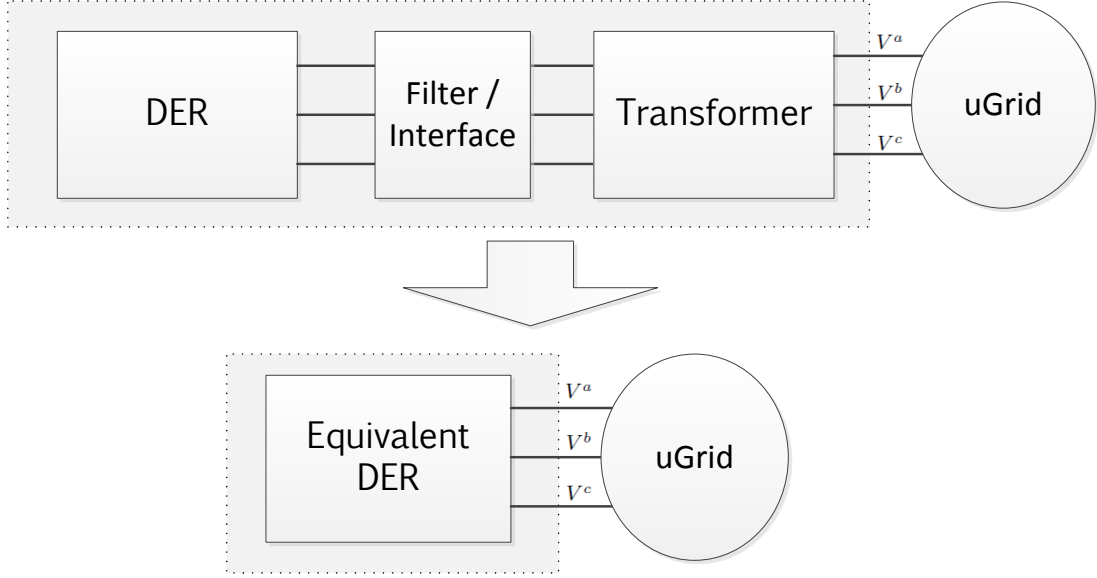 DER
Filter /
Interface
Transformer
V^a
V^b
V^c
uGrid
Equivalent
DER
V^a
V^b
V^c
uGrid